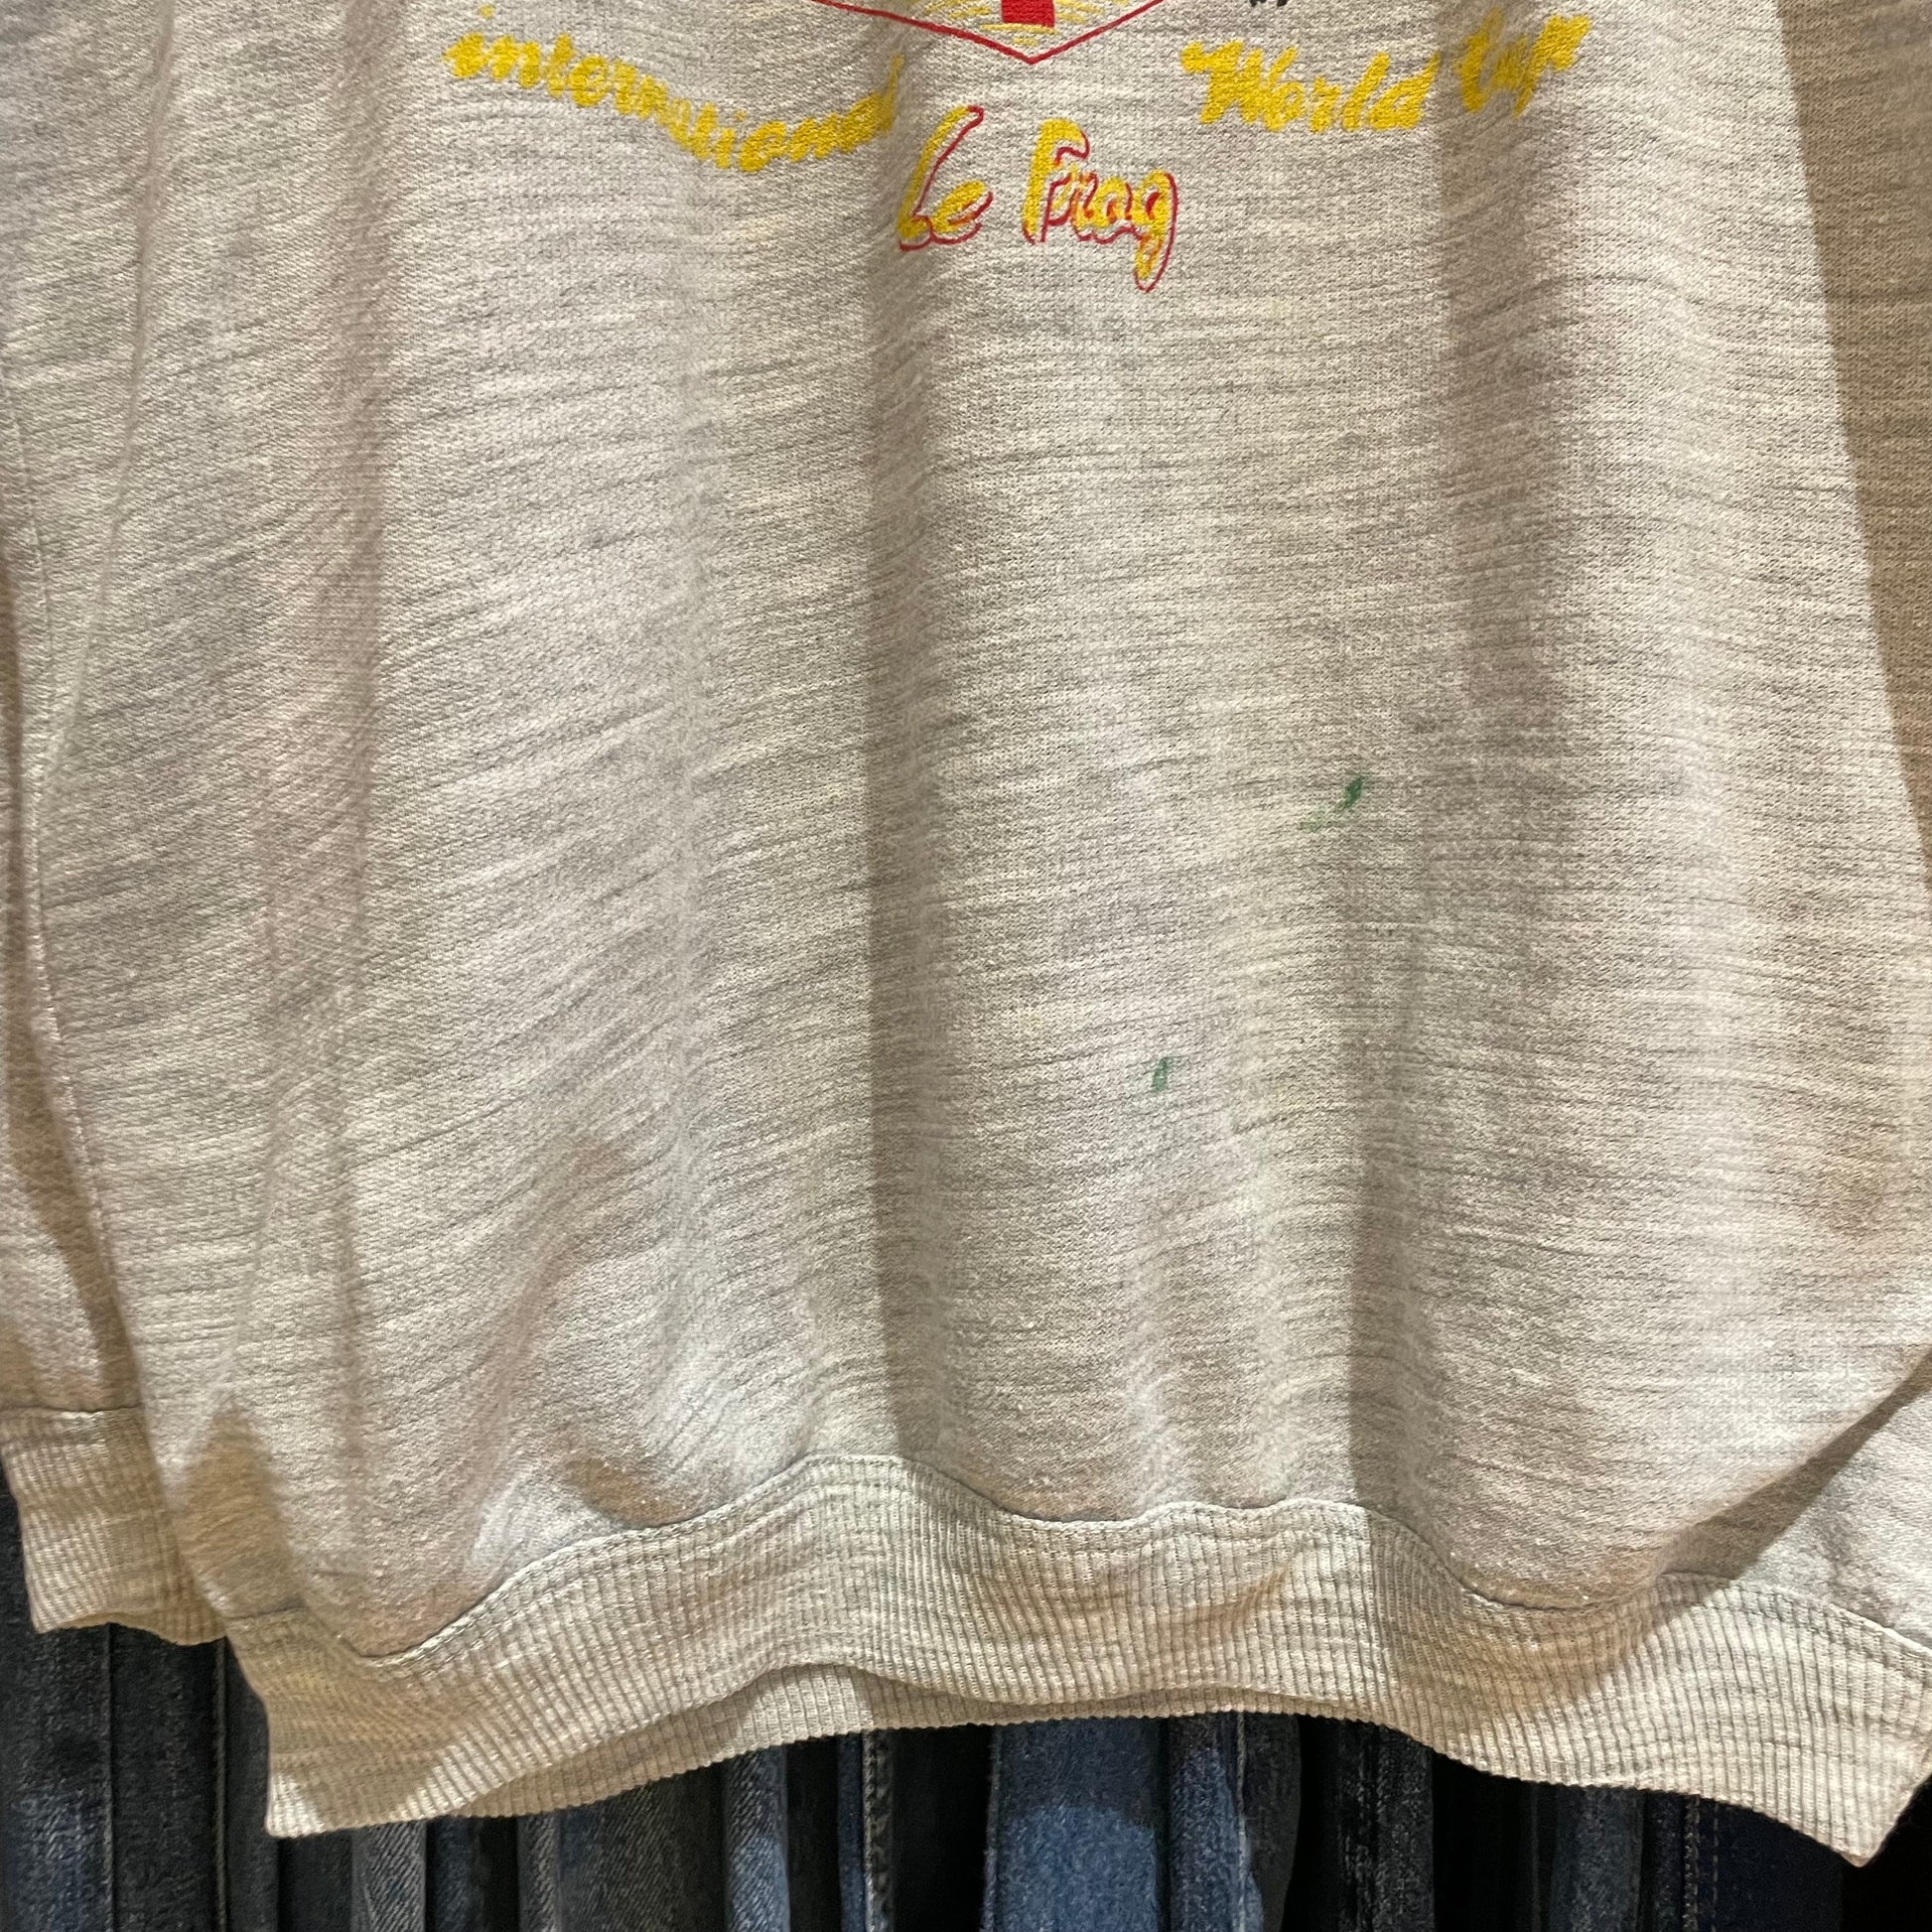 international World Cup
Le Frog